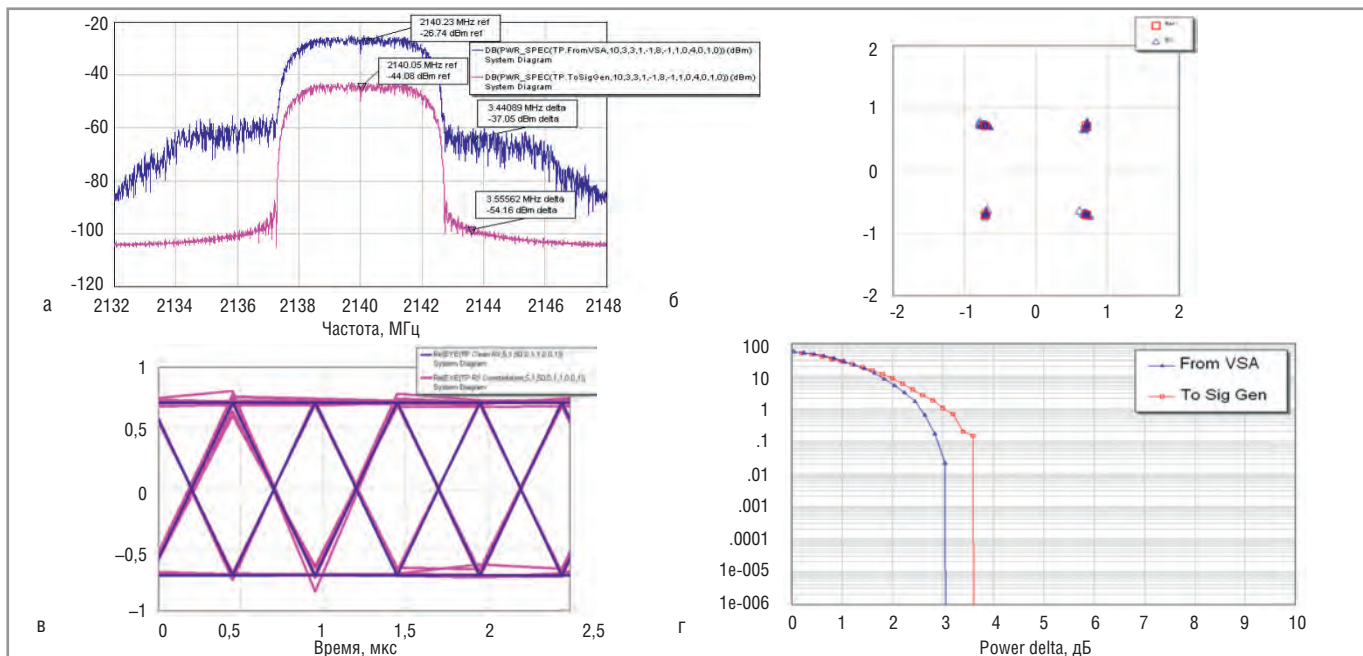 -20
-40
-60
-80
-100
-120
2132 2134 2136 2138 2140 2142 2144 2146 2148
Частота, МГц
а
2140.23 MHz ref
-26.74 dBm ref
2140.05 MHz ref
-44.08 dBm ref
DB(PWR_SPEC(TP.FromVSA,10,3,3,1,-1,8,-1,1,0,4,0,1,0)) (dBm)
System Diagram
DB(PWR_SPEC(TP.ToSigGen,10,3,3,1,-1,8,-1,1,0,4,0,1,0)) (dBm)
System Diagram
3.44089 MHz delta
-37.05 dBm delta
3.55562 MHz delta
-54.16 dBm delta
б
2
1
0
-1
-2
-2 -1 0 1 2
System Diagram
System Diagram
1
0,5
0
–0,5
–1
0 0,5 1 1,5 2 2,5
Время, мкс
в
From VSA
To Sig Gen
100
10
1
.1
.01
.001
.0001
1e-005
1e-006
0 1 2 3 4 5 6 7 8 9 10
Power delta, дБ
г